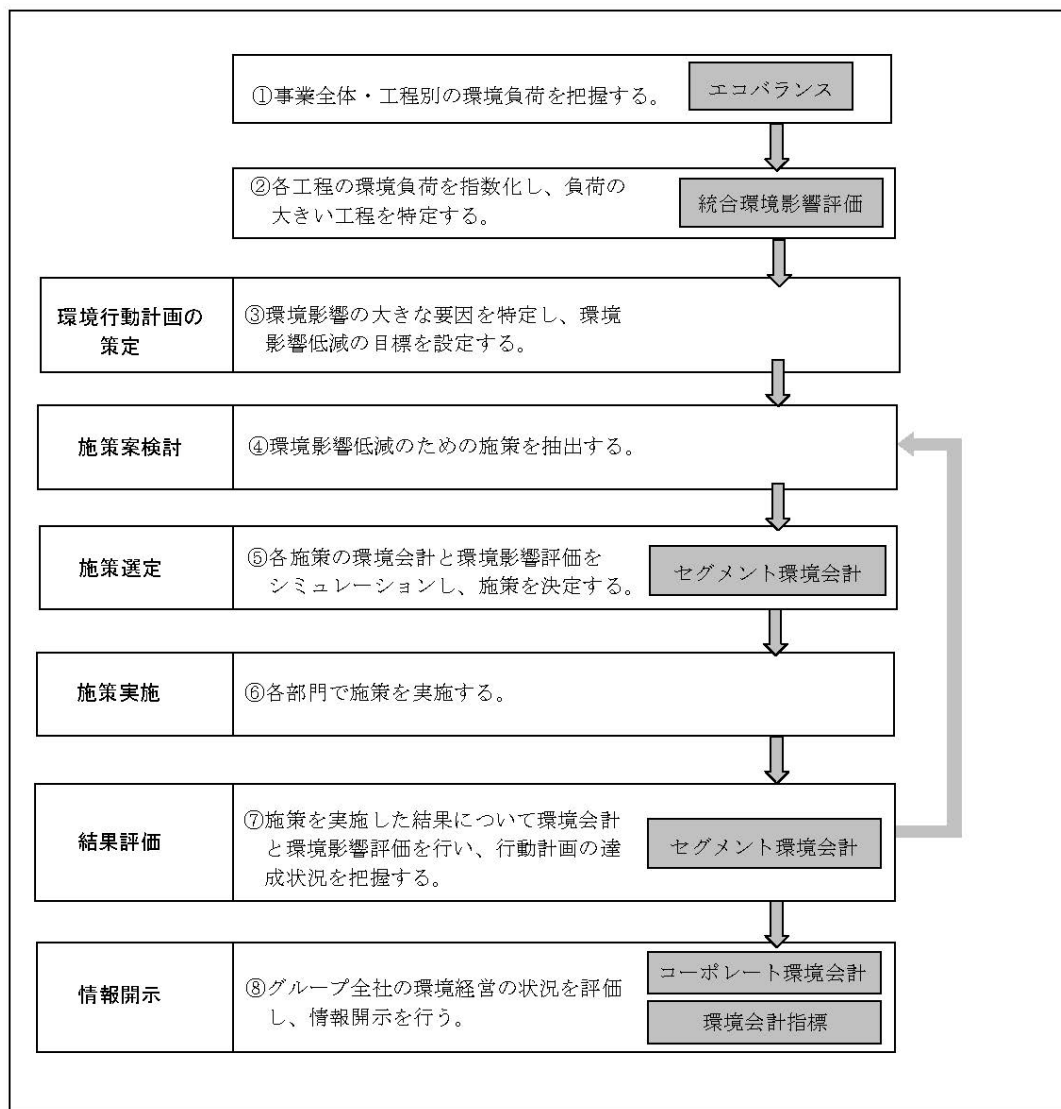 ①事業全体・工程別の環境負荷を把握する。
エコバランス
②各工程の環境負荷を指数化し、負荷の
大きい工程を特定する。
統合環境影響評価
環境行動計画の
策定
③環境影響の大きな要因を特定し、環境
影響低減の目標を設定する。
施策案検討
④環境影響低減のための施策を抽出する。
施策選定
⑤各施策の環境会計と環境影響評価を
シミュレーションし、施策を決定する。
セグメント環境会計
施策実施
⑥各部門で施策を実施する。
結果評価
⑦施策を実施した結果について環境会計
と環境影響評価を行い、行動計画の達
成状況を把握する。
セグメント環境会計
情報開示
⑧グループ全社の環境経営の状況を評価
し、情報開示を行う。
コーポレート環境会計
環境会計指標